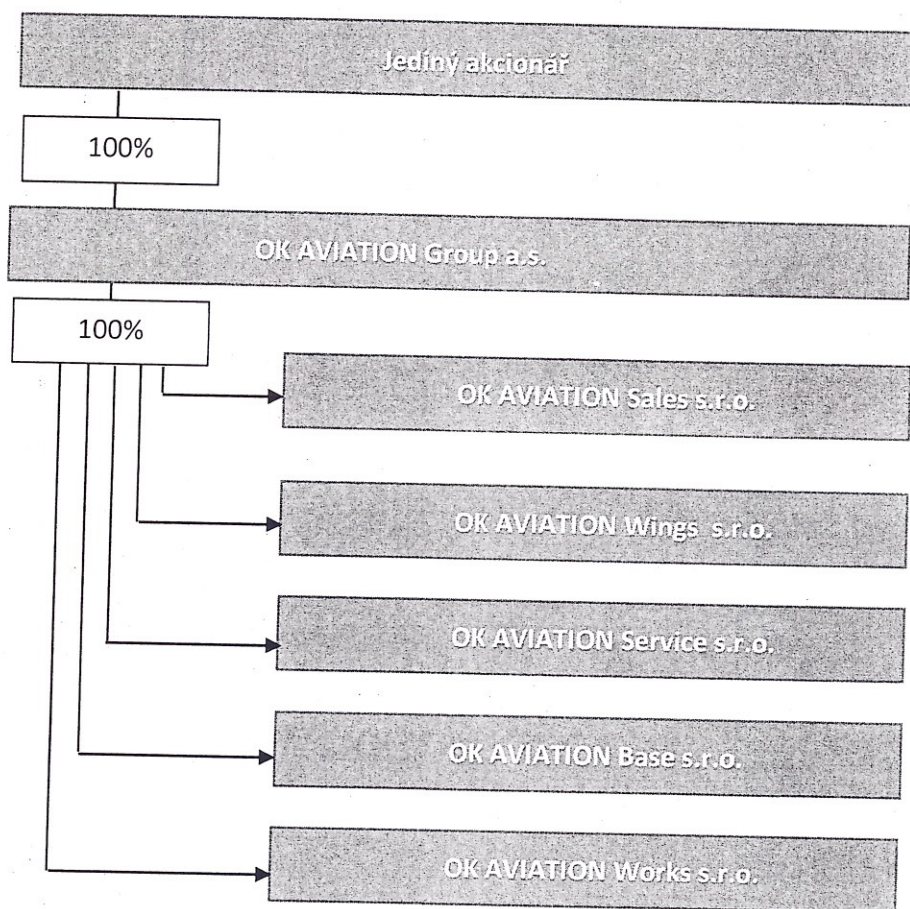 Jediný akcionář
100%
OK AVIATION Group a.s.
100%
OK AVIATION Sales s.r.o.
OK AVIATION Wings s.r.o.
OK AVIATION Service s.r.o.
OK AVIATION Base s.r.o.
OK AVIATION Works s.r.o.